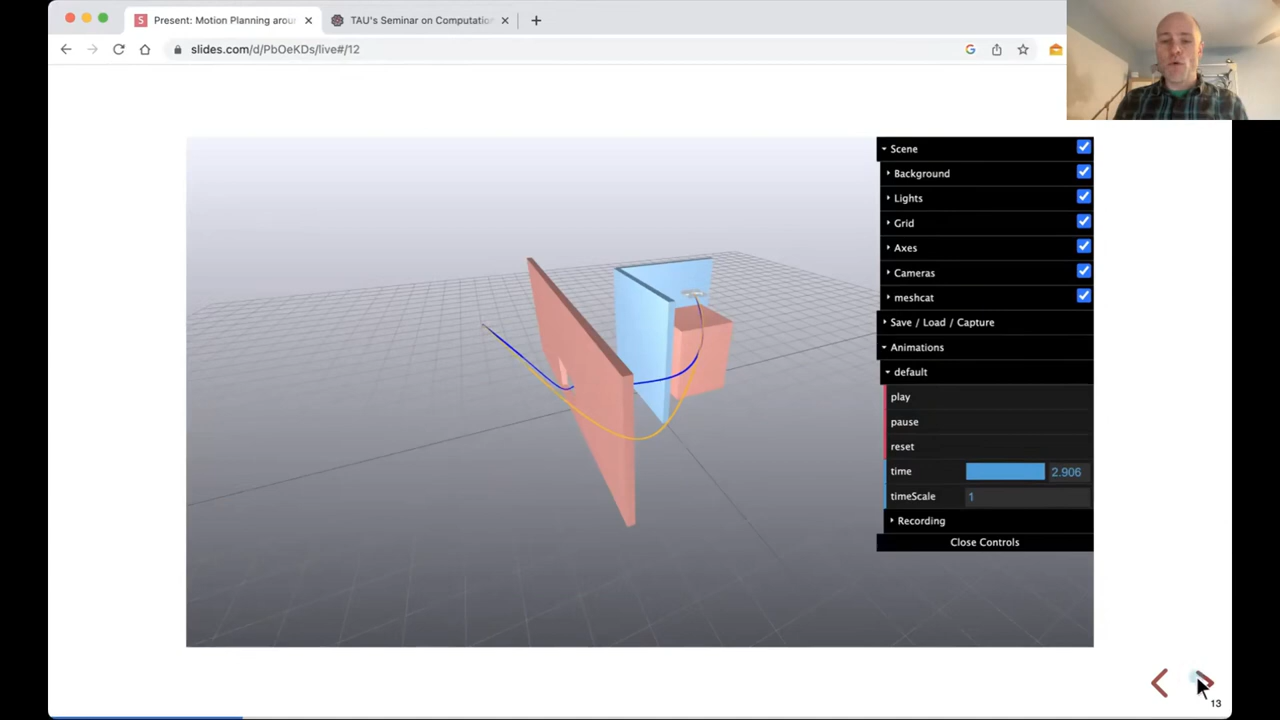 Present: Motion Planning arou
TAU's Seminar on Computatio
slides.com/d/PbOeKDs/live#/12
Scene
Background
Lights
Grid
Axes
Cameras
meshcat
Save / Load / Capture
Animations
default
play
pause
reset
time 2.906
timeScale 1
Recording
Close Controls
13